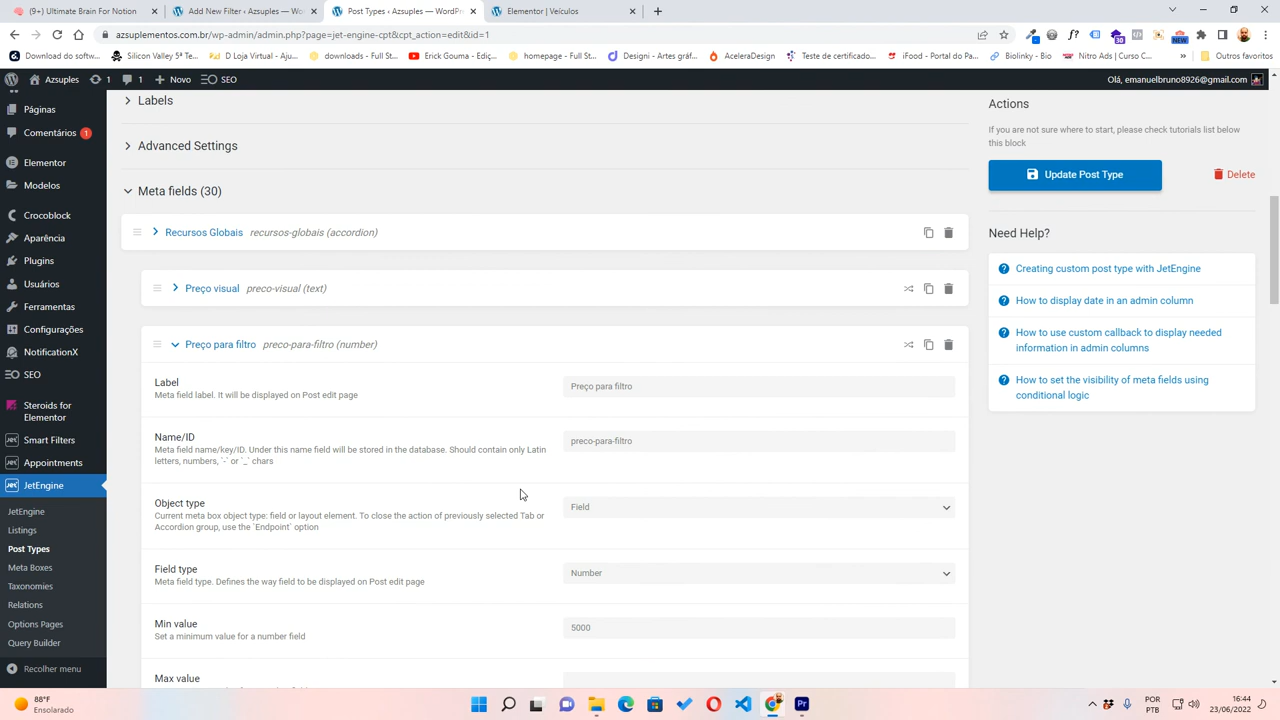 (9+) Ultimate Brain For Notion
Add New Filter ‹ Azsuples — Wo
Post Types ‹ Azsuples — WordPre
Elementor | Veículos
azsuplementos.com.br/wp-admin/admin.php?page=jet-engine-cpt&cpt_action=edit&id=1
Download do softw...
Silicon Valley 5ª Te...
D Loja Virtual - Aju...
downloads - Full St...
Erick Gouma - Ediç...
homepage – Full St...
Designi - Artes gráf...
AceleraDesign
Teste de certificado...
iFood - Portal do Pa...
Biolinky - Bio
Nitro Ads | Curso C...
Outros favoritos
Azsuples
1
1
Novo
SEO
Olá, emanuelbruno8926@gmail.com
Páginas
Comentários 1
Elementor
Modelos
Crocoblock
Aparência
Plugins
Usuários
Ferramentas
Configurações
NotificationX
SEO
Steroids for
Elementor
Smart Filters
Appointments
JetEngine
JetEngine
Listings
Post Types
Meta Boxes
Taxonomies
Relations
Options Pages
Query Builder
Recolher menu
Labels
Advanced Settings
Meta fields (30)
Recursos Globais recursos-globais (accordion)
Preço visual preco-visual (text)
Preço para filtro preco-para-filtro (number)
Label
Meta field label. It will be displayed on Post edit page
Preço para filtro
Name/ID
Meta field name/key/ID. Under this name field will be stored in the database. Should contain only Latin
letters, numbers, `-` or `_` chars
preco-para-filtro
Object type
Current meta box object type: field or layout element. To close the action of previously selected Tab or
Accordion group, use the `Endpoint` option
Field
Field type
Meta field type. Defines the way field to be displayed on Post edit page
Number
Min value
Set a minimum value for a number field
5000
Max value
Actions
If you are not sure where to start, please check tutorials list below
this block
Update Post Type
Delete
Need Help?
Creating custom post type with JetEngine
How to display date in an admin column
How to use custom callback to display needed
information in admin columns
How to set the visibility of meta fields using
conditional logic
88°F
Ensolarado
POR
PTB
16:44
23/06/2022